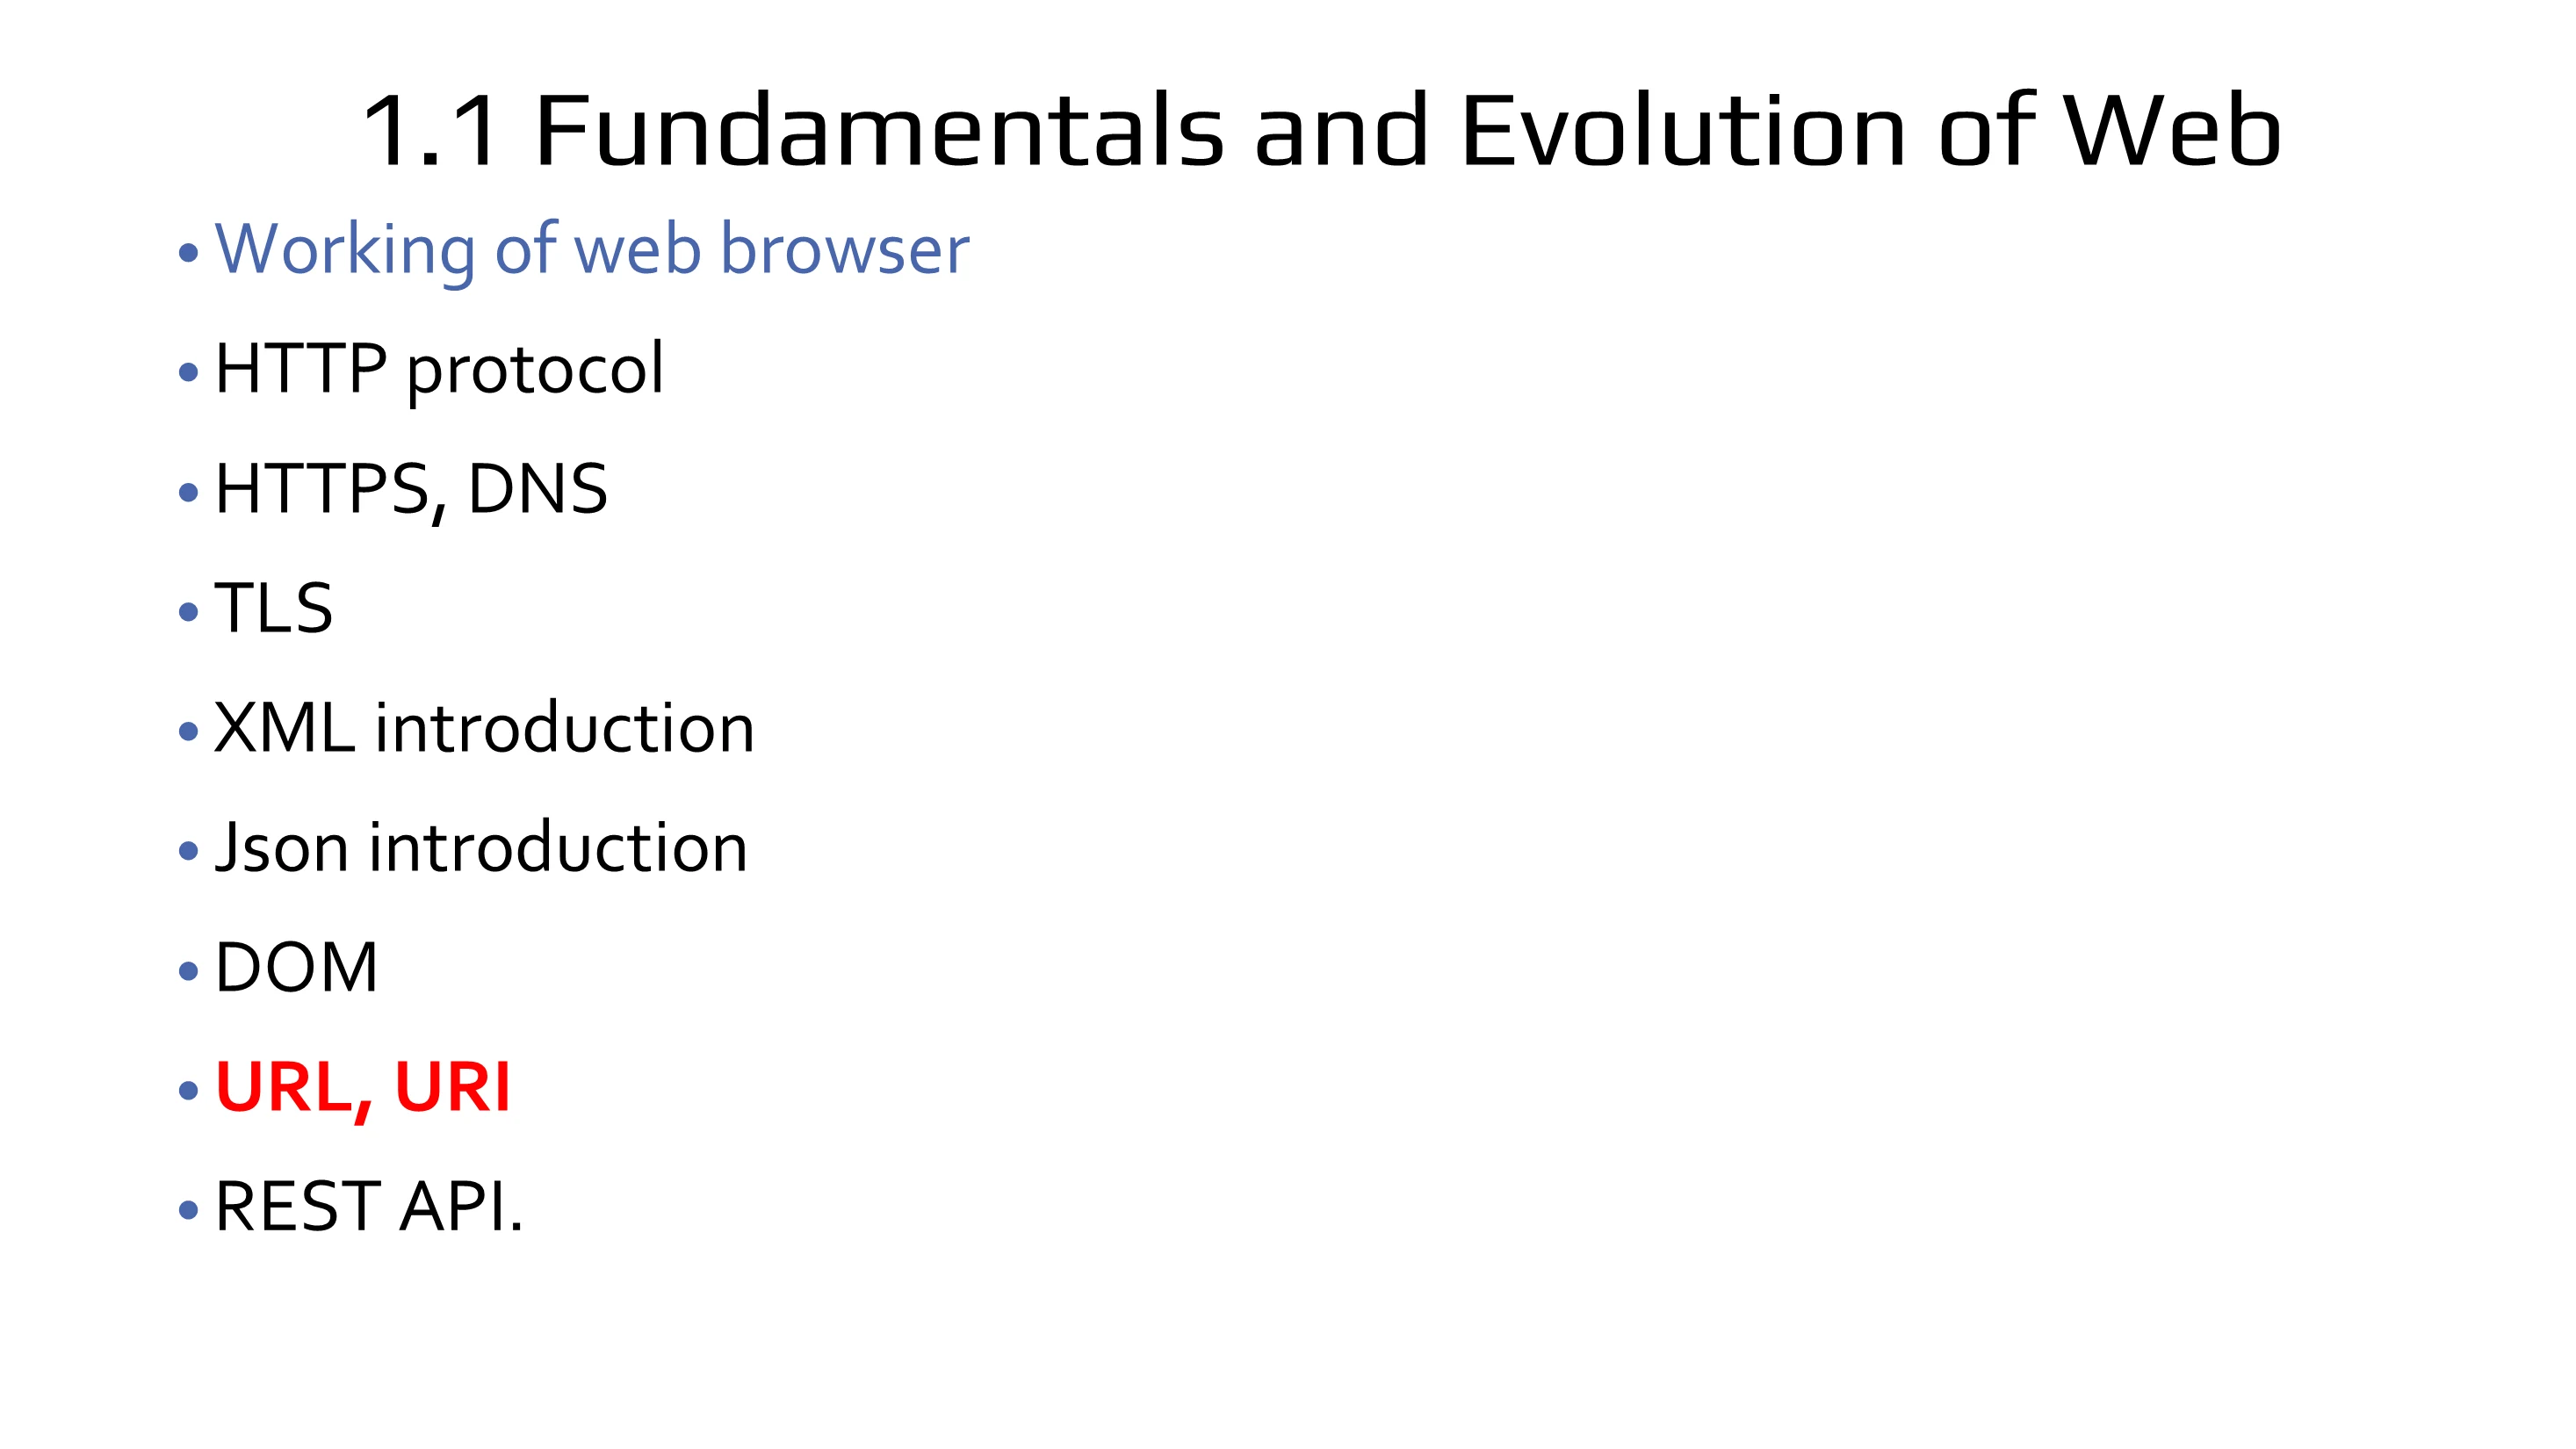 1.1 Fundamentals and Evolution of Web
• Working of web browser
• HTTP protocol
• HTTPS, DNS
• TLS
• XML introduction
• Json introduction
• DOM
• URL, URI
• REST API.